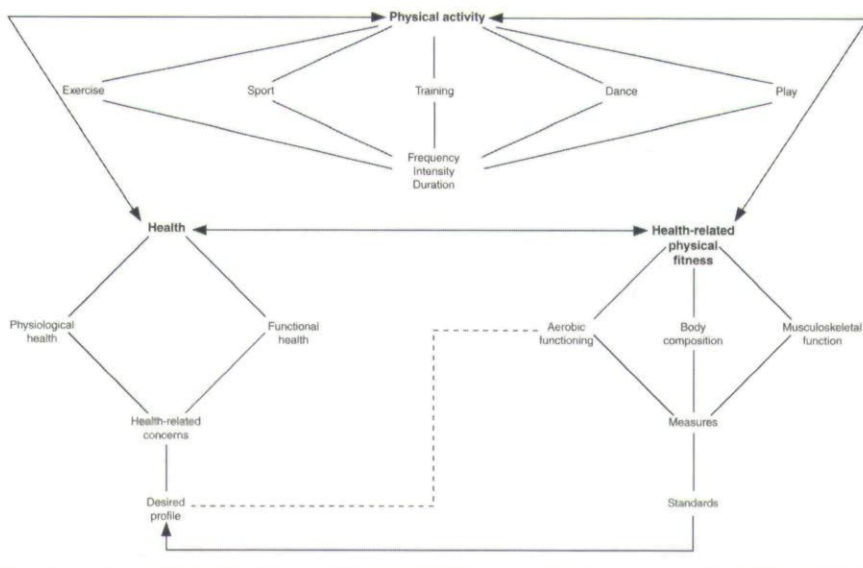 Physical activity
Exercise
Sport
Training
Dance
Play
Frequency
Intensity
Duration
Health
Health-related
physical
fitness
Physiological
health
Functional
health
Aerobic
functioning
Body
composition
Musculoskeletal
function
Health-related
concerns
Measures
Desired
profile
Standards